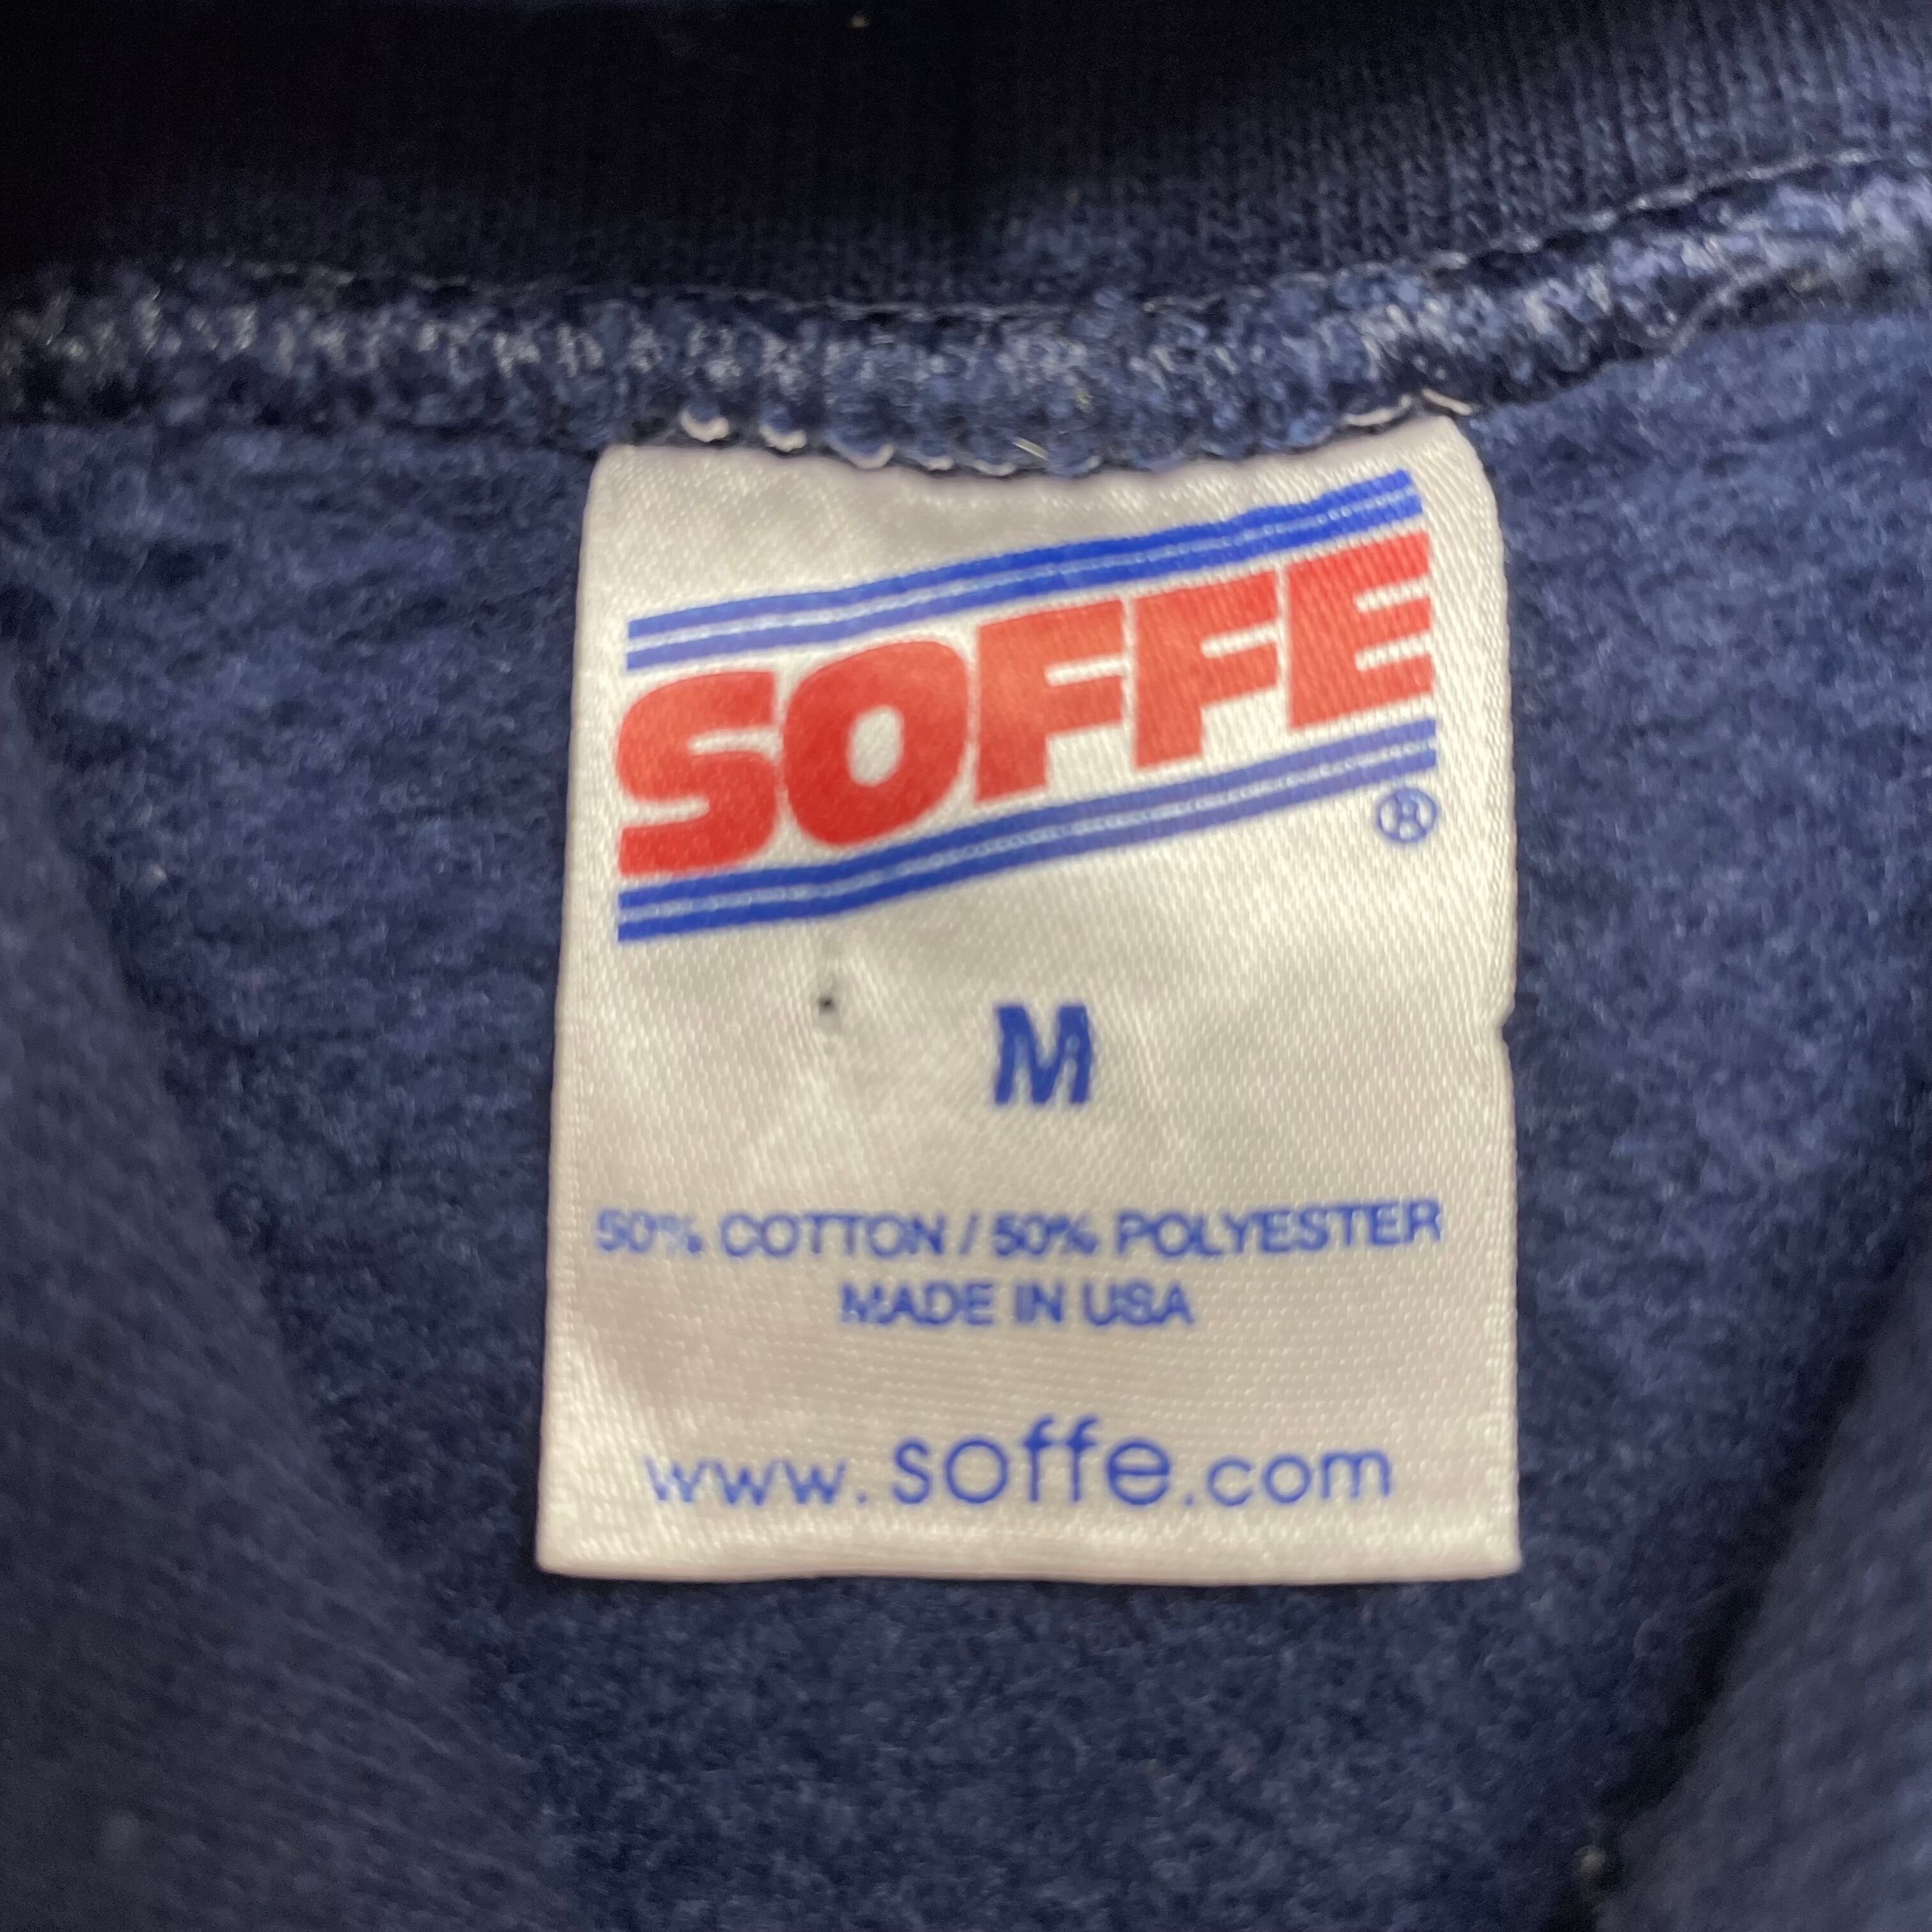 SOFFE
®
M
50% COTTON / 50% POLYESTER
MADE IN USA
www.soffe.com